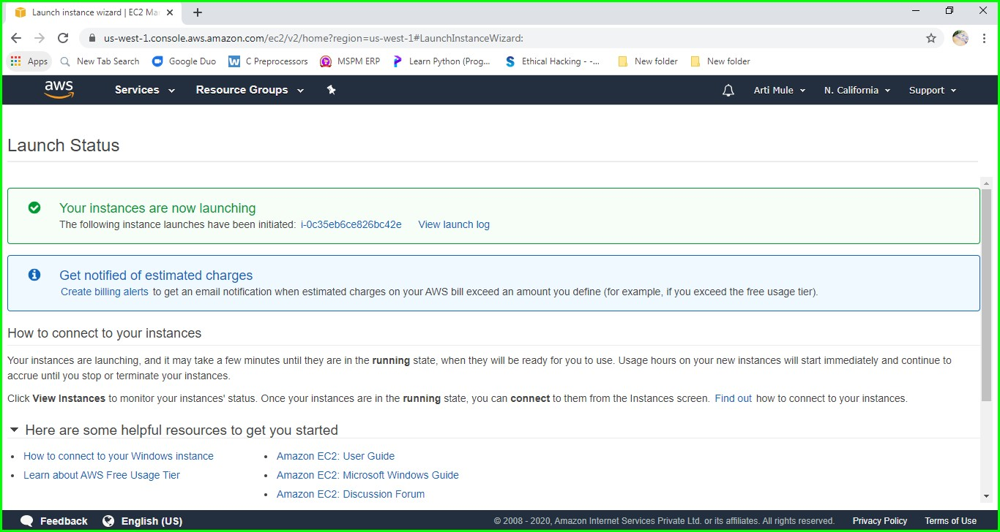 Launch instance wizard | EC2 Ma
us-west-1.console.aws.amazon.com/ec2/v2/home?region=us-west-1#LaunchInstanceWizard:
Apps New Tab Search Google Duo C Preprocessors MSPM ERP Learn Python (Prog... Ethical Hacking - -... New folder New folder
aws Services Resource Groups Arti Mule N. California Support
Launch Status
Your instances are now launching
The following instance launches have been initiated: i-0c35eb6ce826bc42e View launch log
Get notified of estimated charges
Create billing alerts to get an email notification when estimated charges on your AWS bill exceed an amount you define (for example, if you exceed the free usage tier).
How to connect to your instances
Your instances are launching, and it may take a few minutes until they are in the running state, when they will be ready for you to use. Usage hours on your new instances will start immediately and continue to
accrue until you stop or terminate your instances.
Click View Instances to monitor your instances' status. Once your instances are in the running state, you can connect to them from the Instances screen. Find out how to connect to your instances.
Here are some helpful resources to get you started
• How to connect to your Windows instance • Amazon EC2: User Guide
• Learn about AWS Free Usage Tier • Amazon EC2: Microsoft Windows Guide
• Amazon EC2: Discussion Forum
Feedback English (US) © 2008 - 2020, Amazon Internet Services Private Ltd. or its affiliates. All rights reserved. Privacy Policy Terms of Use